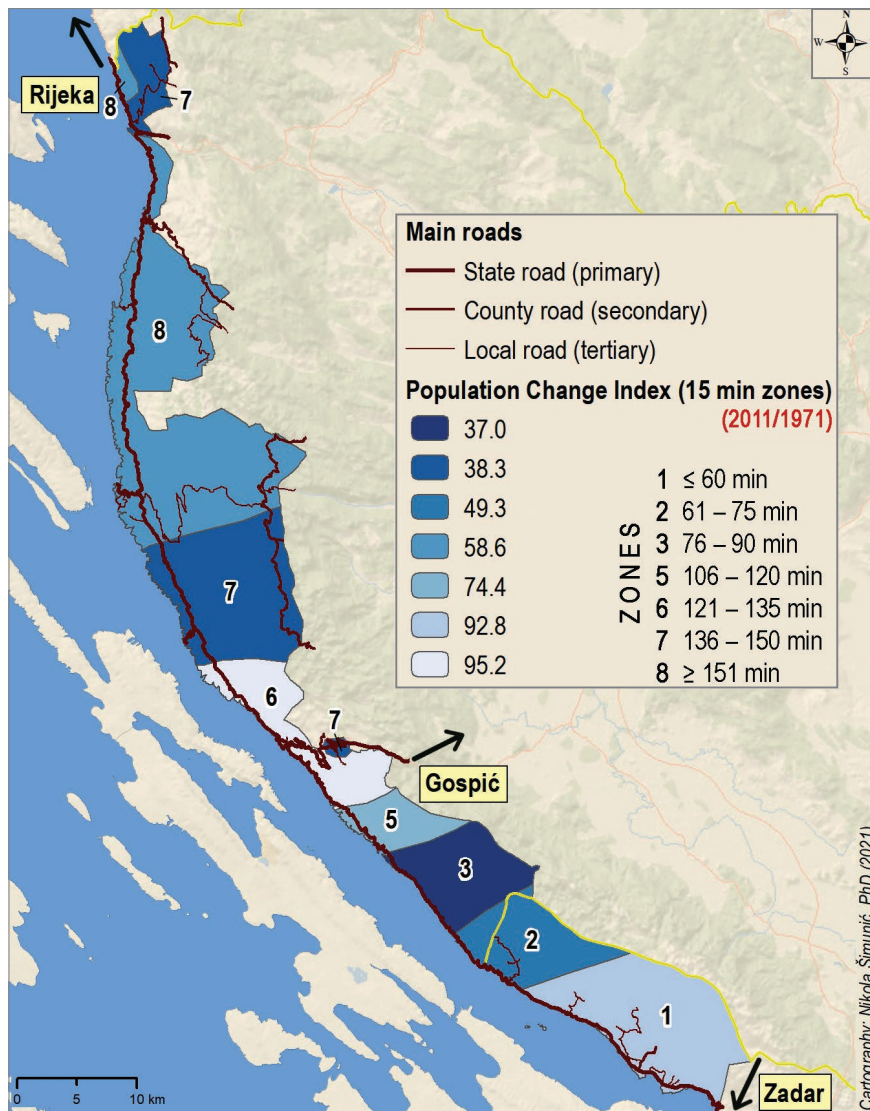 N
W
E
S
Rijeka
8
7
Main roads
State road (primary)
County road (secondary)
Local road (tertiary)
Population Change Index (15 min zones)
(2011/1971)
37.0
38.3
49.3
58.6
74.4
92.8
95.2
ZONES
1 ≤ 60 min
2 61 – 75 min
3 76 – 90 min
5 106 – 120 min
6 121 – 135 min
7 136 – 150 min
8 ≥ 151 min
8
7
6
7
Gospić
5
3
2
1
Zadar
0 5 10 km
Cartography: Nikola Šimunić, PhD (2021)